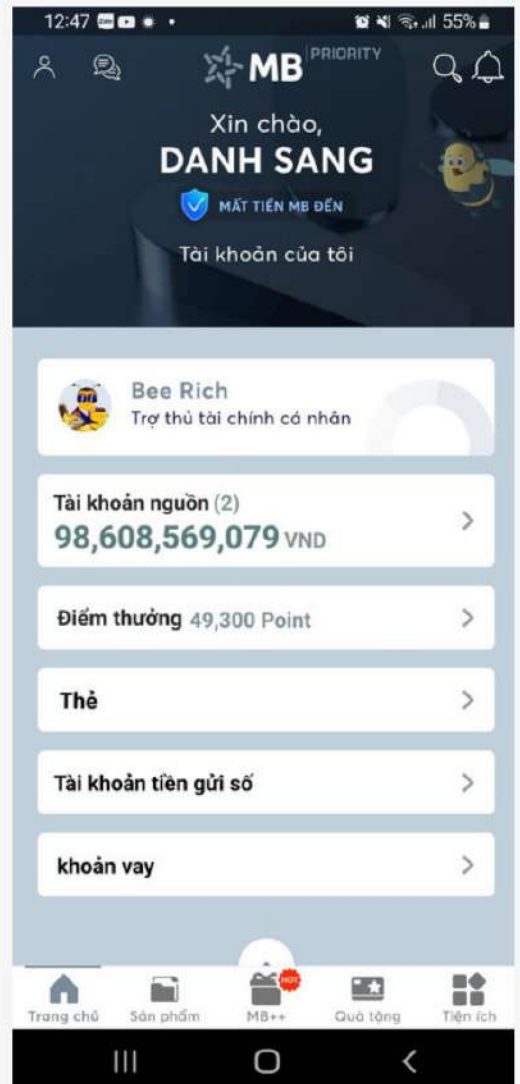 12:47
55%
MB PRIORITY
Xin chào,
DANH SANG
MẤT TIỀN MB ĐỀN
Tài khoản của tôi
Bee Rich
Trợ thủ tài chính cá nhân
Tài khoản nguồn (2)
98,608,569,079 VND
Điểm thưởng 49,300 Point
Thẻ
Tài khoản tiền gửi số
khoản vay
HOT
Trang chủ
Sản phẩm
MB++
Quà tặng
Tiện ích